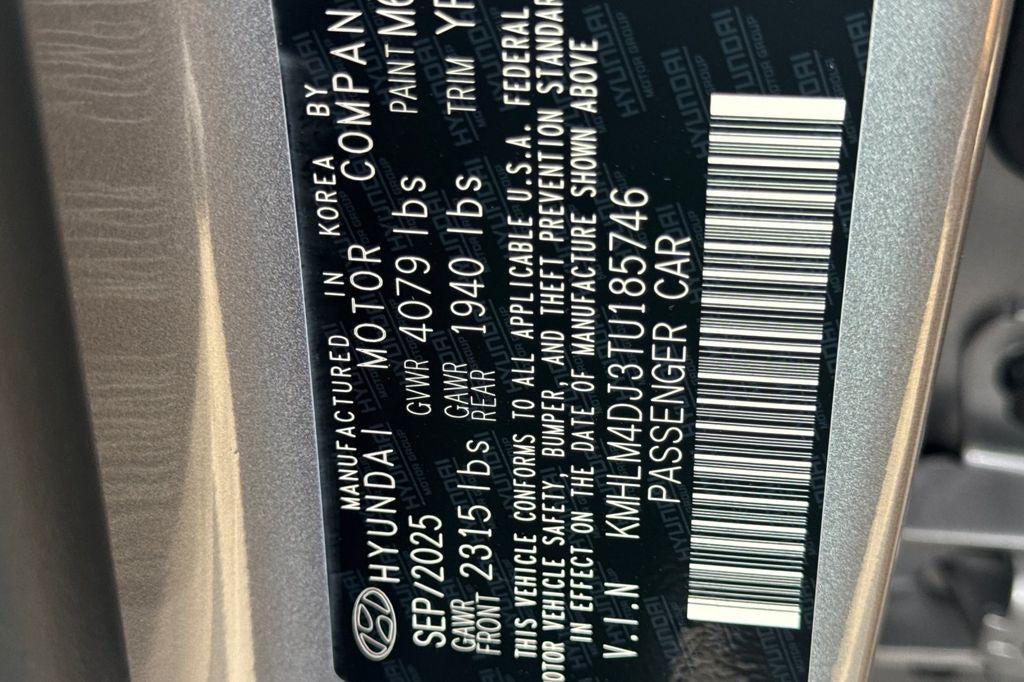 MANUFACTURED IN KOREA BY
HYUNDAI MOTOR COMPAN
SEP/2025 GVWR 4079 lbs PAINT M6
GAWR FRONT 2315 lbs GAWR REAR 1940 lbs TRIM
THIS VEHICLE CONFORMS TO ALL APPLICABLE U.S.A. FEDERAL
OTOR VEHICLE SAFETY, BUMPER, AND THEFT PREVENTION STANDAR
IN EFFECT ON THE DATE OF MANUFACTURE SHOWN ABOVE
V.I.N KMHLM4DJ3TU185746
PASSENGER CAR